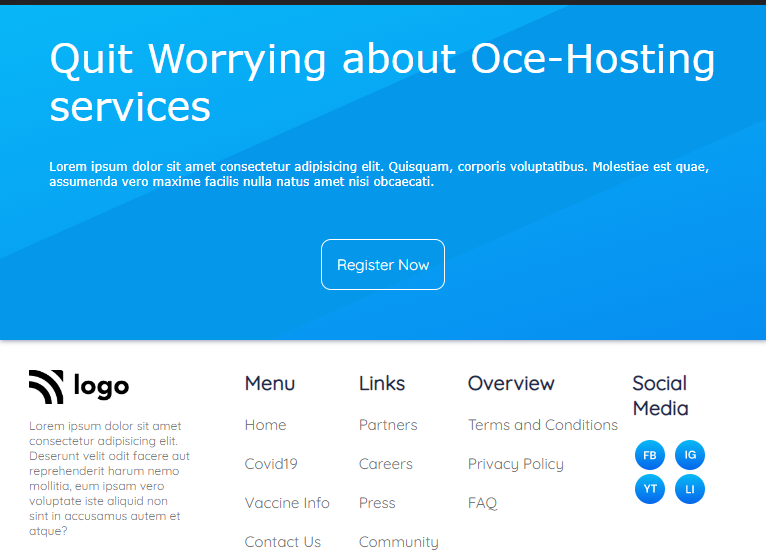 Quit Worrying about Oce-Hosting
services
Lorem ipsum dolor sit amet consectetur adipisicing elit. Quisquam, corporis voluptatibus. Molestiae est quae,
assumenda vero maxime facilis nulla natus amet nisi obcaecati.
Register Now
logo
Lorem ipsum dolor sit amet
consectetur adipisicing elit.
Deserunt velit odit facere aut
reprehenderit harum nemo
mollitia, eum ipsam vero
voluptate iste aliquid non
sint in accusamus autem et
atque?
Menu
Home
Covid19
Vaccine Info
Contact Us
Links
Partners
Careers
Press
Community
Overview
Terms and Conditions
Privacy Policy
FAQ
Social
Media
FB IG
YT LI